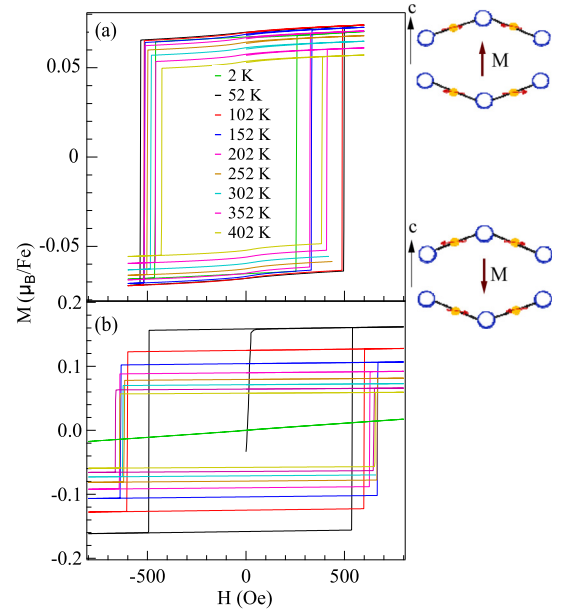 (a)
0.05
0
-0.05
2 K
52 K
102 K
152 K
202 K
252 K
302 K
352 K
402 K
M (μB/Fe)
c
M
c
M
(b)
0.2
0.1
0.0
-0.1
-0.2
-500
0
500
H (Oe)